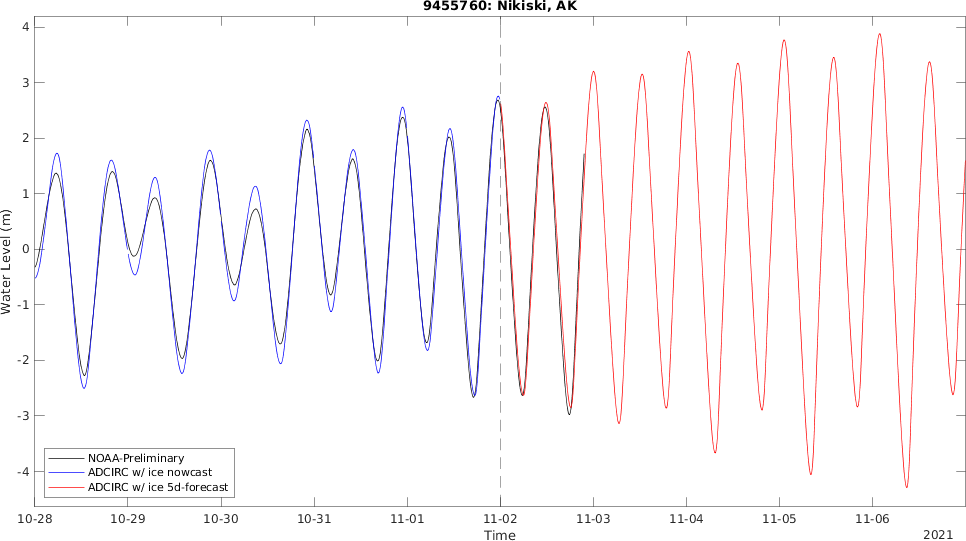 9455760: Nikiski, AK
4
3
2
1
0
-1
-2
-3
-4
Water Level (m)
NOAA-Preliminary
ADCIRC w/ ice nowcast
ADCIRC w/ ice 5d-forecast
10-28 10-29 10-30 10-31 11-01 11-02 11-03 11-04 11-05 11-06
Time
2021